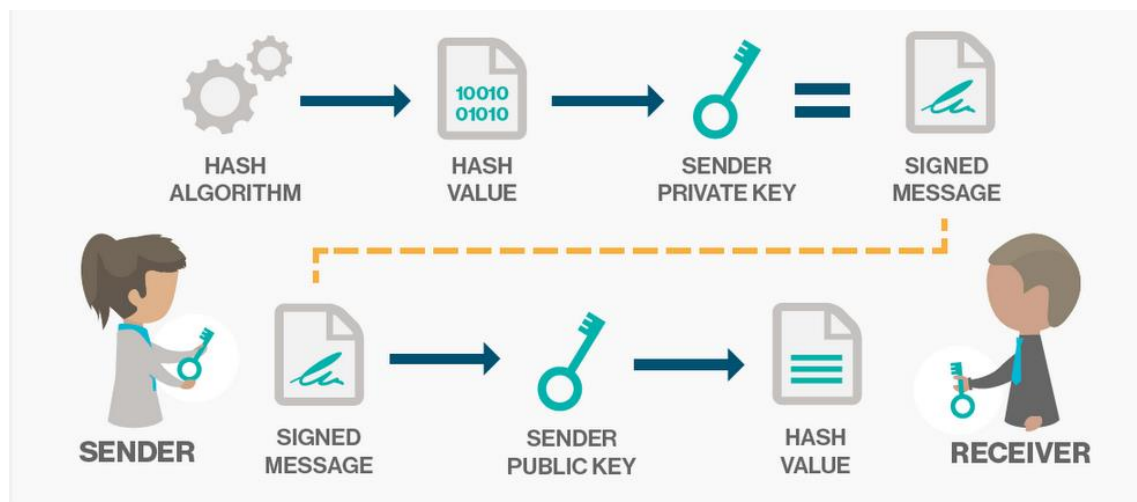 10010
01010
HASH
ALGORITHM
HASH
VALUE
SENDER
PRIVATE KEY
SIGNED
MESSAGE
SENDER
SIGNED
MESSAGE
SENDER
PUBLIC KEY
HASH
VALUE
RECEIVER